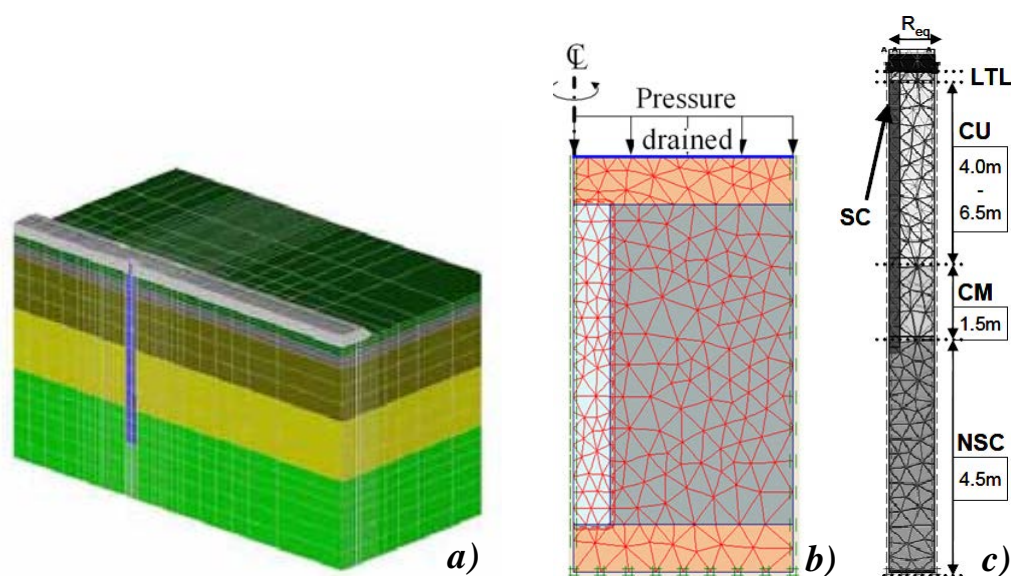 a)
℄
Pressure
drained
b)
R_eq
LTL
CU
4.0m
-
6.5m
SC
CM
1.5m
NSC
4.5m
c)